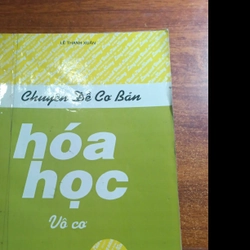 LÊ THANH XUÂN
Chuyên Đề Cơ Bản
hóa
học
Vô cơ